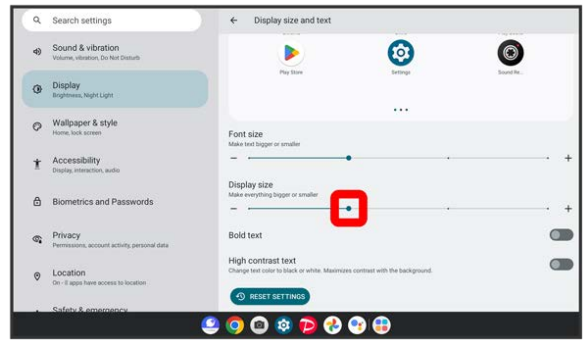 Search settings
Sound & vibration
Volume, vibration, Do Not Disturb
Display
Brightness, Night Light
Wallpaper & style
Home, lock screen
Accessibility
Display, interaction, audio
Biometrics and Passwords
Privacy
Permissions, account activity, personal data
Location
On - 8 apps have access to location
Safety & emergency
Display size and text
Play Store
Settings
Sound Re...
Font size
Make text bigger or smaller
Display size
Make everything bigger or smaller
Bold text
High contrast text
Change text color to black or white. Maximizes contrast with the background.
RESET SETTINGS